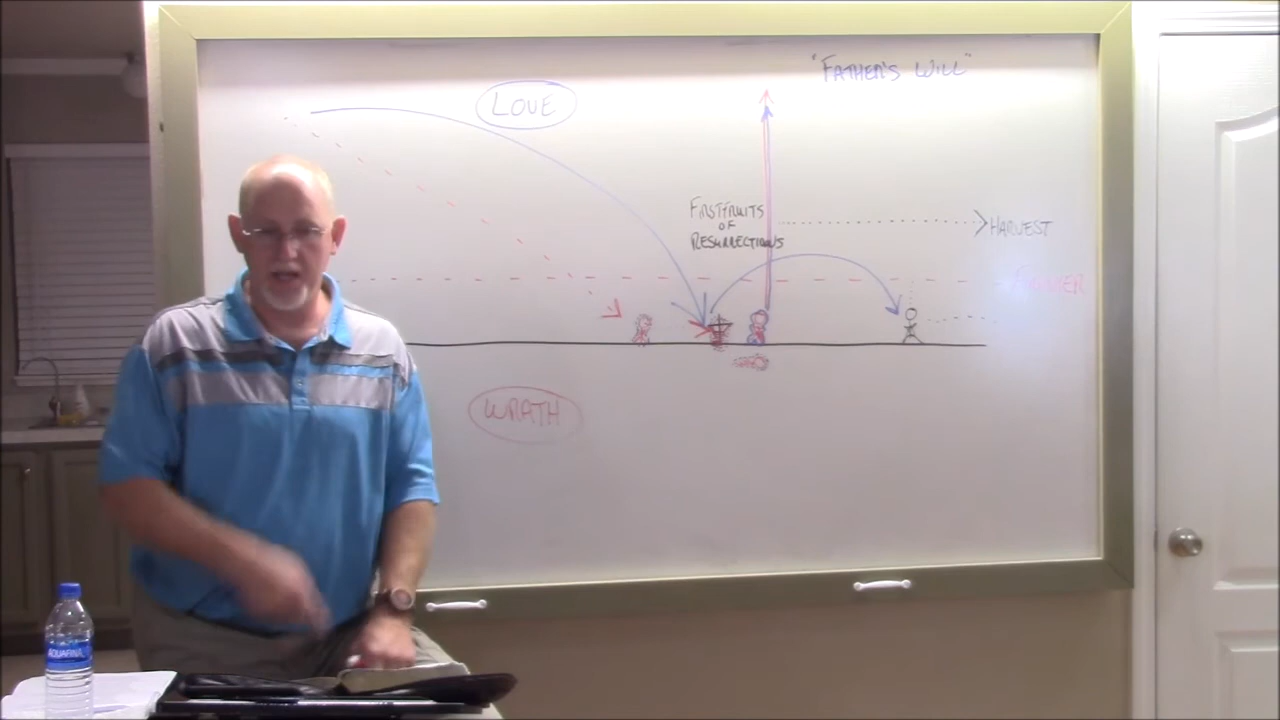 "FATHER'S WILL"
LOVE
FIRSTFRUITS
OF
RESURRECTIONS
HARVEST
WRATH
AQUAFINA